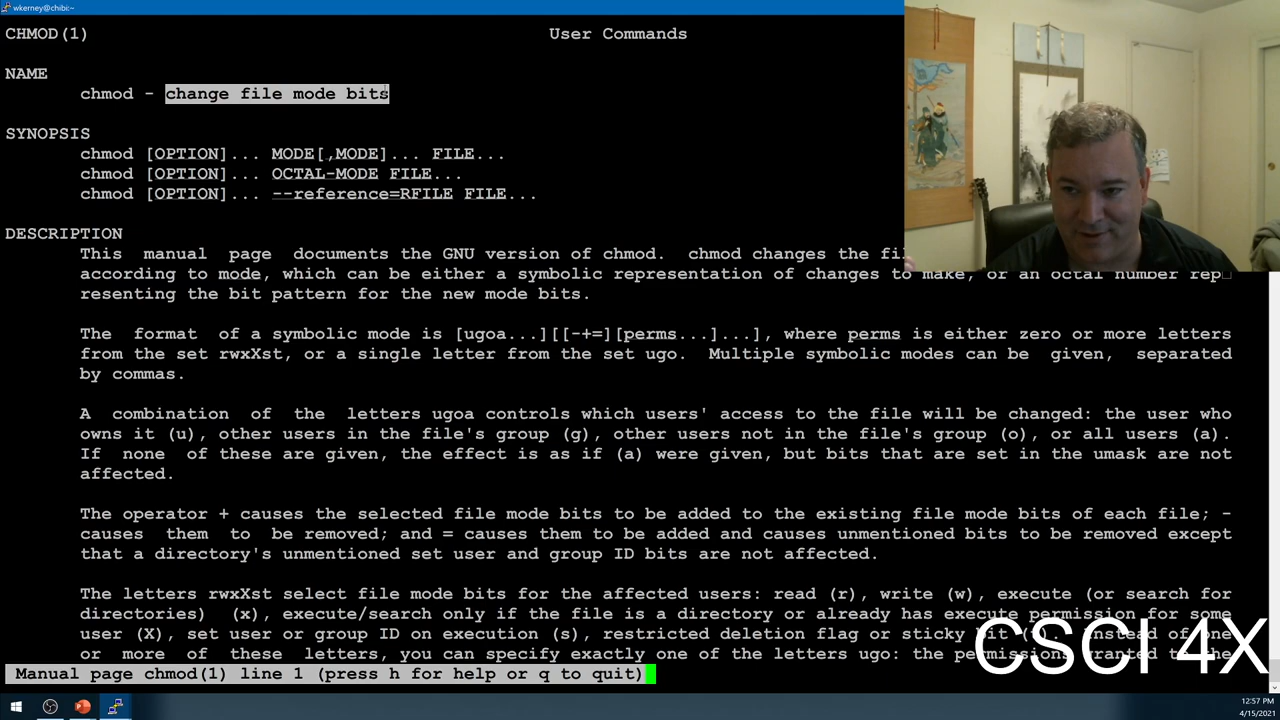 wkerney@chibi:~
CHMOD(1) User Commands
NAME
chmod - change file mode bits
SYNOPSIS
chmod [OPTION]... MODE[,MODE]... FILE...
chmod [OPTION]... OCTAL-MODE FILE...
chmod [OPTION]... --reference=RFILE FILE...
DESCRIPTION
This manual page documents the GNU version of chmod. chmod changes the
according to mode, which can be either a symbolic representation of changes to make, or an octal number rep
resenting the bit pattern for the new mode bits.
The format of a symbolic mode is [ugoa...][[-+=][perms...]...], where perms is either zero or more letters
from the set rwxXst, or a single letter from the set ugo. Multiple symbolic modes can be given, separated
by commas.
A combination of the letters ugoa controls which users' access to the file will be changed: the user who
owns it (u), other users in the file's group (g), other users not in the file's group (o), or all users (a).
If none of these are given, the effect is as if (a) were given, but bits that are set in the umask are not
affected.
The operator + causes the selected file mode bits to be added to the existing file mode bits of each file; -
causes them to be removed; and = causes them to be added and causes unmentioned bits to be removed except
that a directory's unmentioned set user and group ID bits are not affected.
The letters rwxXst select file mode bits for the affected users: read (r), write (w), execute (or search for
directories) (x), execute/search only if the file is a directory or already has execute permission for some
user (X), set user or group ID on execution (s), restricted deletion flag or sticky bit of one
or more of these letters, you can specify exactly one of the letters ugo: the permissions granted to the
CSCI 4X
Manual page chmod(1) line 1 (press h for help or q to quit)
12:57 PM
4/15/2021